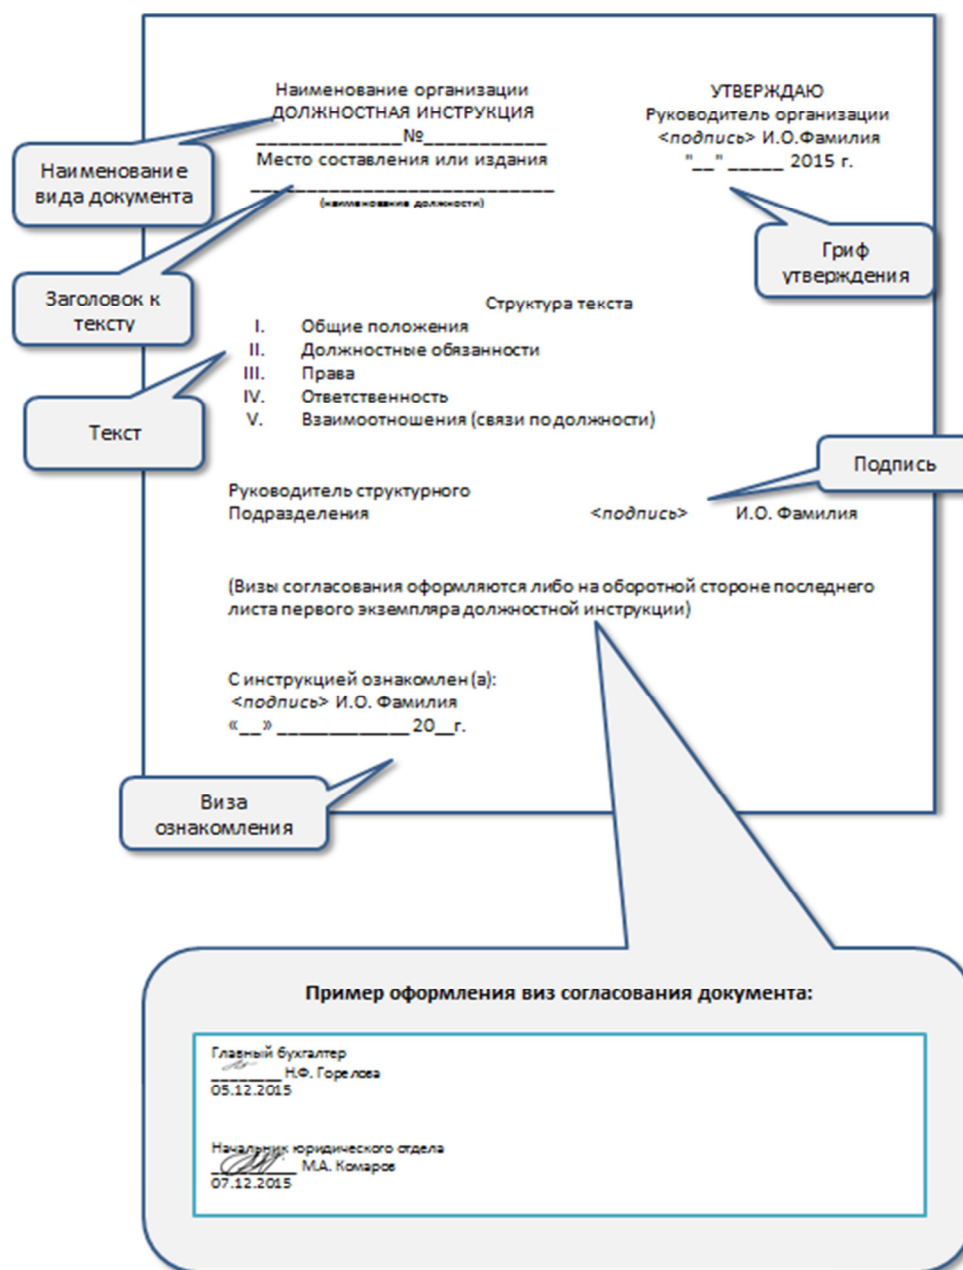 Наименование организации
ДОЛЖНОСТНАЯ ИНСТРУКЦИЯ
_____________№___________
Место составления или издания
___________________________
(наименование должности)
УТВЕРЖДАЮ
Руководитель организации
<подпись> И.О.Фамилия
"__" _____ 2015 г.
Наименование
вида документа
Гриф
утверждения
Заголовок к
тексту
Структура текста
I. Общие положения
II. Должностные обязанности
III. Права
IV. Ответственность
V. Взаимоотношения (связи по должности)
Текст
Подпись
Руководитель структурного
Подразделения <подпись> И.О. Фамилия
(Визы согласования оформляются либо на оборотной стороне последнего
листа первого экземпляра должностной инструкции)
С инструкцией ознакомлен (а):
<подпись> И.О. Фамилия
«__» ____________ 20__г.
Виза
ознакомления
Пример оформления виз согласования документа:
Главный бухгалтер
________ Н.Ф. Горелова
05.12.2015
Начальник юридического отдела
__________ М.А. Комаров
07.12.2015